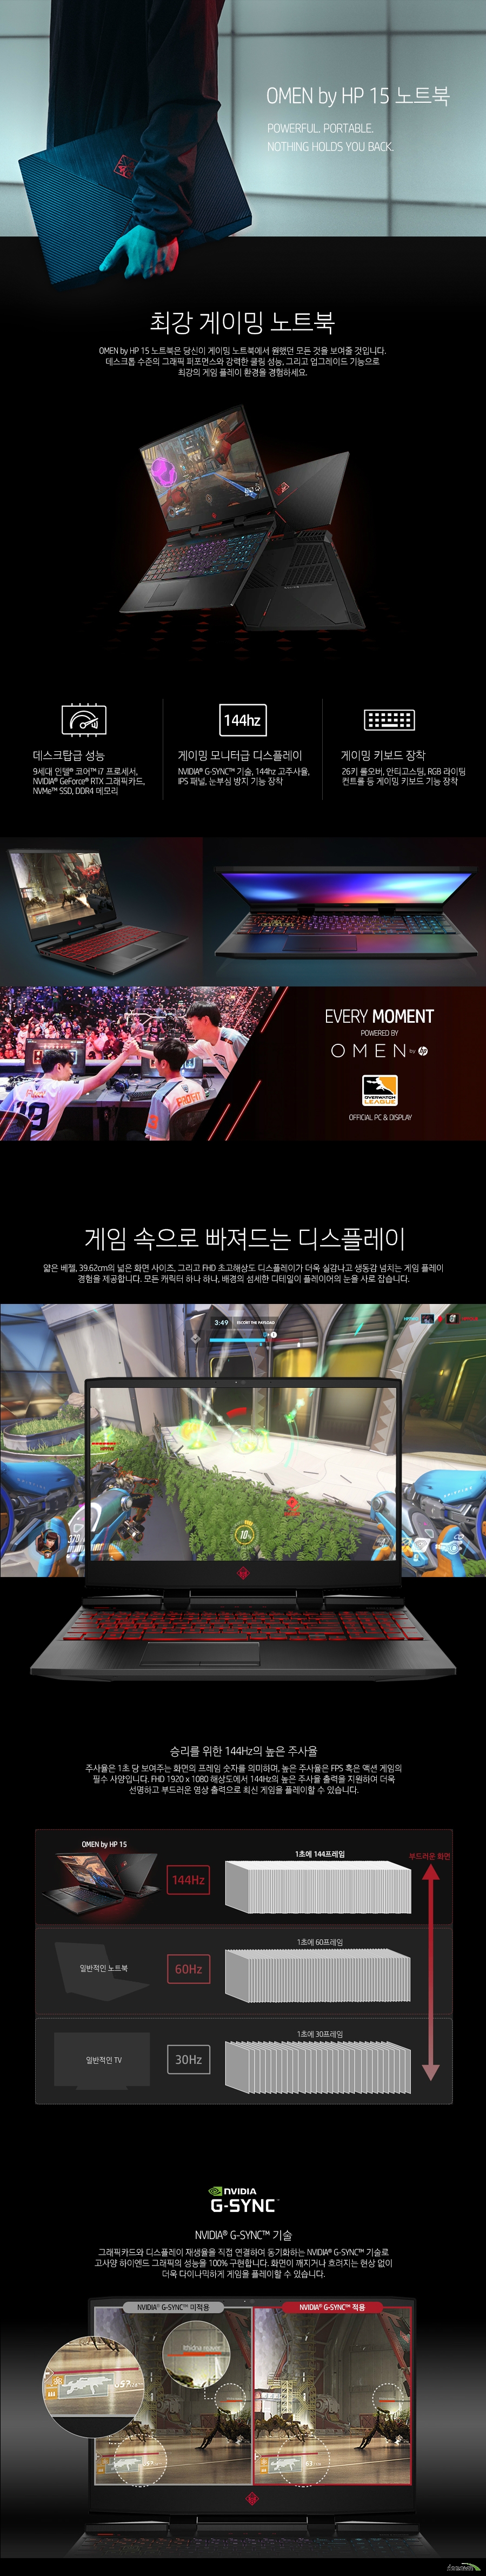 OMEN by HP 15 노트북
POWERFUL. PORTABLE.
NOTHING HOLDS YOU BACK.
최강 게이밍 노트북
OMEN by HP 15 노트북은 당신이 게이밍 노트북에서 원했던 모든 것을 보여줄 것입니다.
데스크톱 수준의 그래픽 퍼포먼스와 강력한 쿨링 성능, 그리고 업그레이드 기능으로
최강의 게임 플레이 환경을 경험하세요.
144hz
데스크탑급 성능
9세대 인텔® 코어™ i7 프로세서,
NVIDIA® GeForce® RTX 그래픽카드,
NVMe™ SSD, DDR4 메모리
게이밍 모니터급 디스플레이
NVIDIA® G-SYNC™ 기술, 144hz 고주사율,
IPS 패널, 눈부심 방지 기능 장착
게이밍 키보드 장착
26키 롤오버, 안티고스팅, RGB 라이팅
컨트롤 등 게이밍 키보드 기능 장착
EVERY MOMENT
POWERED BY
OMEN by hp
OVERWATCH
LEAGUE
OFFICIAL PC & DISPLAY
게임 속으로 빠져드는 디스플레이
얇은 베젤, 39.62cm의 넓은 화면 사이즈, 그리고 FHD 초고해상도 디스플레이가 더욱 실감나고 생동감 넘치는 게임 플레이
경험을 제공합니다. 모든 캐릭터 하나 하나, 배경의 섬세한 디테일이 플레이어의 눈을 사로 잡습니다.
3:49 ESCORT THE PAYLOAD
10
승리를 위한 144Hz의 높은 주사율
주사율은 1초 당 보여주는 화면의 프레임 숫자를 의미하며, 높은 주사율은 FPS 혹은 액션 게임의
필수 사양입니다. FHD 1920 x 1080 해상도에서 144Hz의 고주사율 출력을 지원하여 더욱
선명하고 부드러운 영상 출력으로 최신 게임을 플레이할 수 있습니다.
OMEN by HP 15
144Hz
1초에 144프레임
부드러운 화면
일반적인 노트북
60Hz
1초에 60프레임
일반적인 TV
30Hz
1초에 30프레임
NVIDIA
G-SYNC™
NVIDIA® G-SYNC™ 기술
그래픽카드와 디스플레이 재생율을 직접 연결하여 동기화하는 NVIDIA® G-SYNC™ 기술로
고사양 하이엔드 그래픽의 성능을 100% 구현합니다. 화면이 깨지거나 흐려지는 현상 없이
더욱 다이나믹하게 게임을 플레이할 수 있습니다.
NVIDIA® G-SYNC™ 미적용
NVIDIA® G-SYNC™ 적용